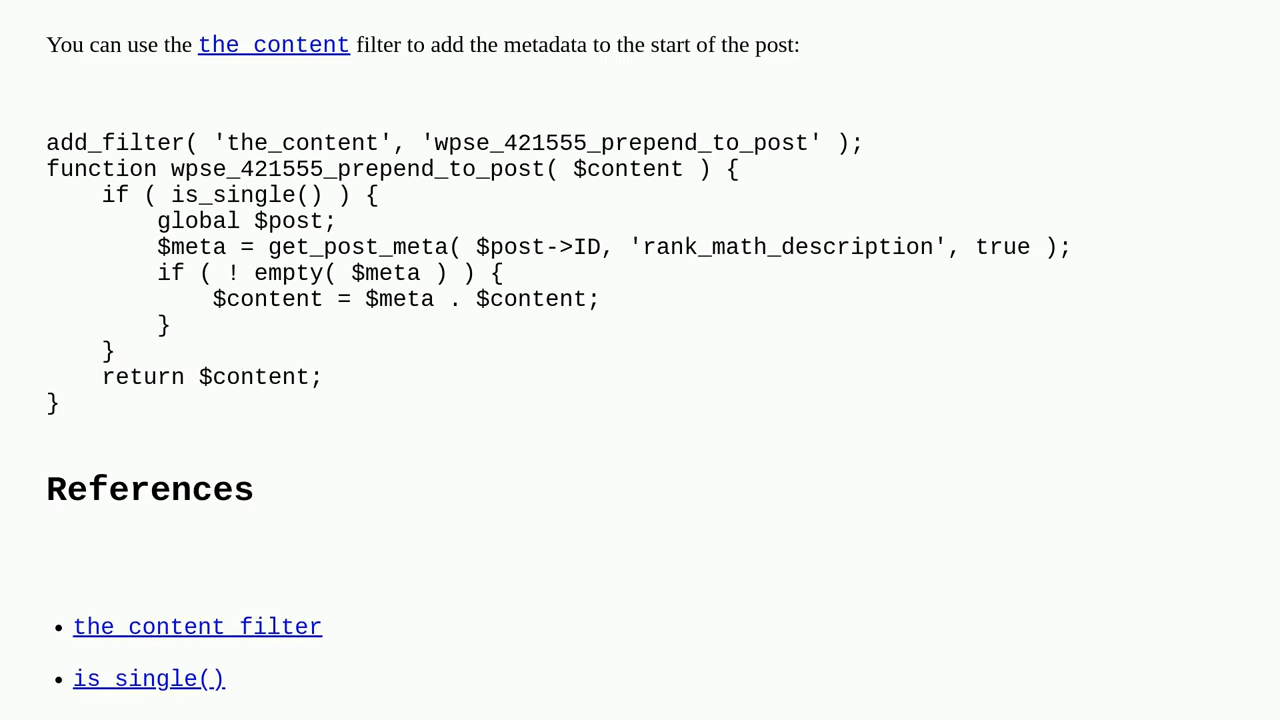 You can use the the_content filter to add the metadata to the start of the post:
add_filter( 'the_content', 'wpse_421555_prepend_to_post' );
function wpse_421555_prepend_to_post( $content ) {
    if ( is_single() ) {
        global $post;
        $meta = get_post_meta( $post->ID, 'rank_math_description', true );
        if ( ! empty( $meta ) ) {
            $content = $meta . $content;
        }
    }
    return $content;
}
References
• the_content filter
• is_single()